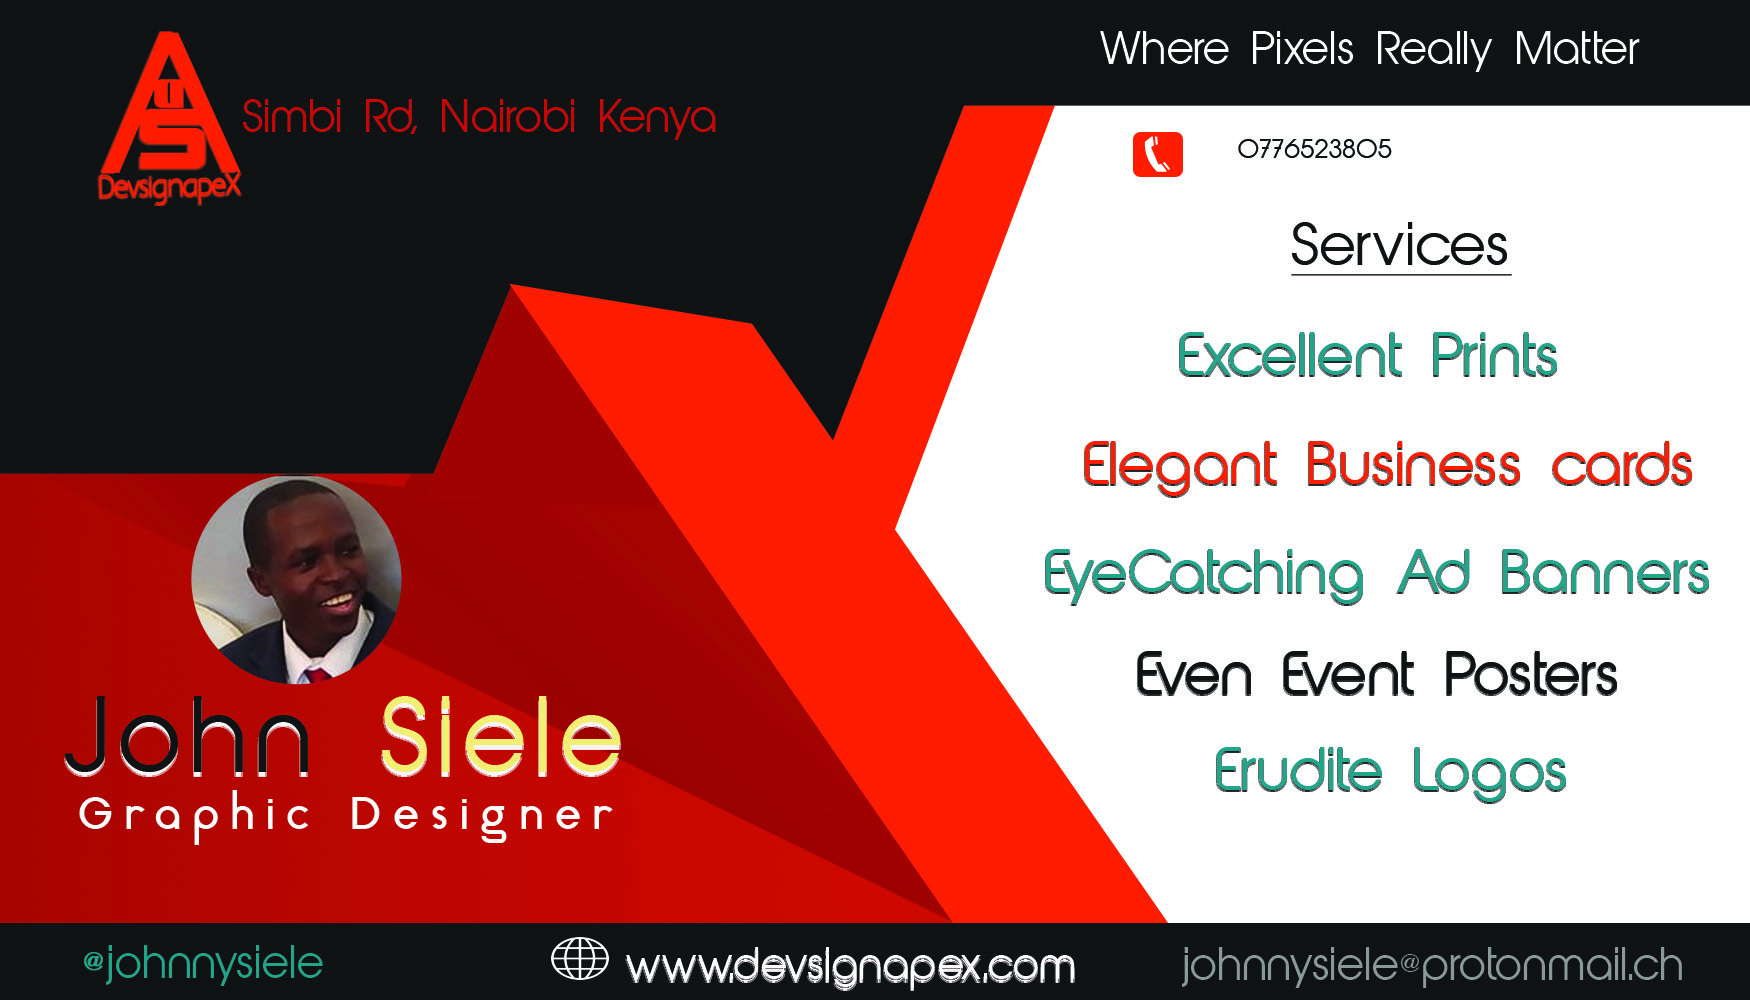 Where Pixels Really Matter
AuS
DevsignapeX
Simbi Rd, Nairobi Kenya
0776523805
Services
Excellent Prints
Elegant Business cards
EyeCatching Ad Banners
Even Event Posters
Erudite Logos
John Siele
Graphic Designer
@johnnysiele
www.devsignapex.com
johnnysiele@protonmail.ch